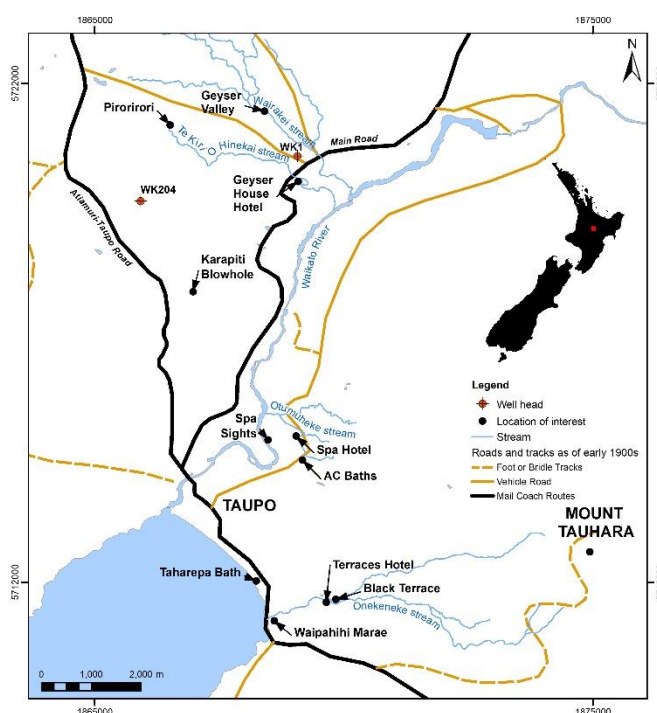 1865000
1875000
5722000
N
Geyser
Valley
Wairakei stream
Pirorirori
Te Kiri O Hinekai stream
WK1
Main Road
Geyser
House
Hotel
WK204
Atiamuri-Taupo Road
Karapiti
Blowhole
Waikato River
Legend
Well head
Location of interest
Stream
Roads and tracks as of early 1900s
Foot or Bridle Tracks
Vehicle Road
Mail Coach Routes
Otumuheke stream
Spa
Sights
Spa Hotel
AC Baths
TAUPO
MOUNT
TAUHARA
Terraces Hotel
Taharepa Bath
Black Terrace
5712000
Onekeneke stream
Waipahihi Marae
0 1,000 2,000 m
1865000
1875000